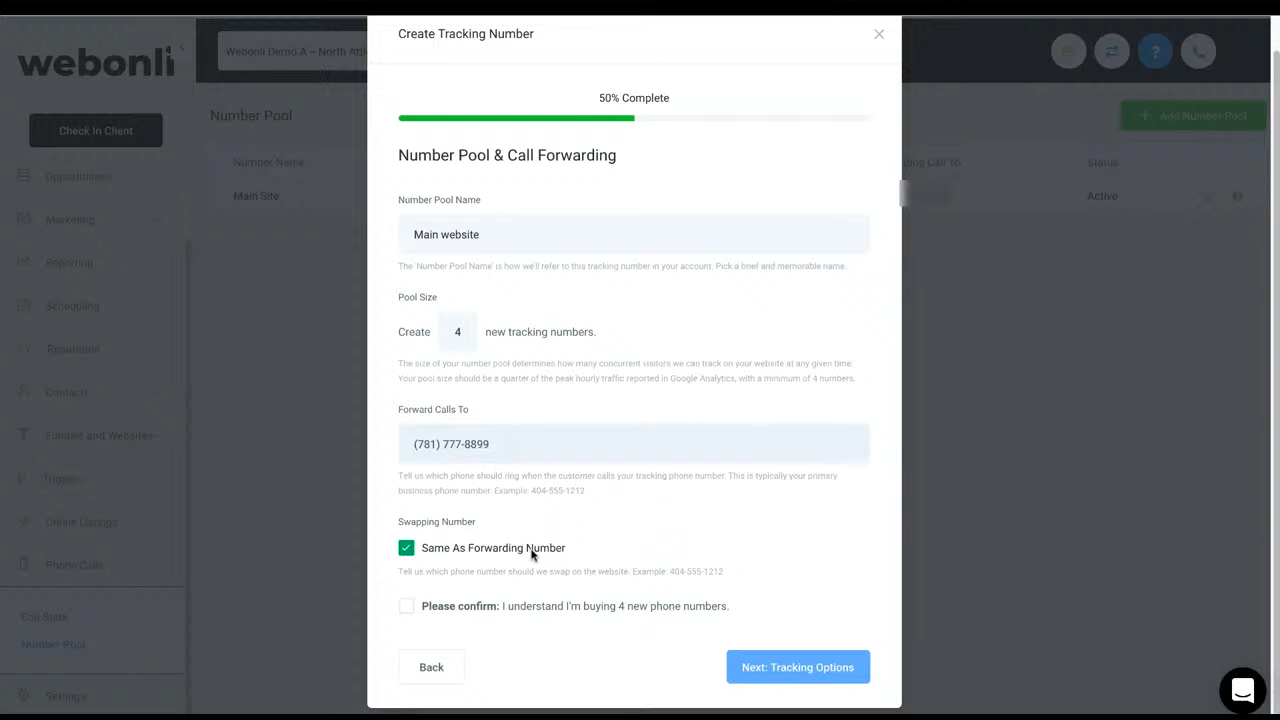 Create Tracking Number
webonli
Webonli Demo A – North Atl
Check In Client
Number Pool
Add Number Pool
50% Complete
Number Pool & Call Forwarding
Number Name
ing Call To
Status
Main Site
Active
Marketing
Reporting
Scheduling
Contacts
Funnels and Websites
Online Listings
Phone Calls
Call Stats
Number Pool
Settings
Number Pool Name
Main website
The 'Number Pool Name' is how we'll refer to this tracking number in your account. Pick a brief and memorable name.
Pool Size
Create 4 new tracking numbers.
The size of your number pool determines how many concurrent visitors we can track on your website at any given time.
Your pool size should be a quarter of the peak hourly traffic reported in Google Analytics, with a minimum of 4 numbers.
Forward Calls To
(781) 777-8899
Tell us which phone should ring when the customer calls your tracking phone number. This is typically your primary
business phone number. Example: 404-555-1212
Swapping Number
Same As Forwarding Number
Tell us which phone number should we swap on the website. Example: 404-555-1212
Please confirm: I understand I'm buying 4 new phone numbers.
Back
Next: Tracking Options